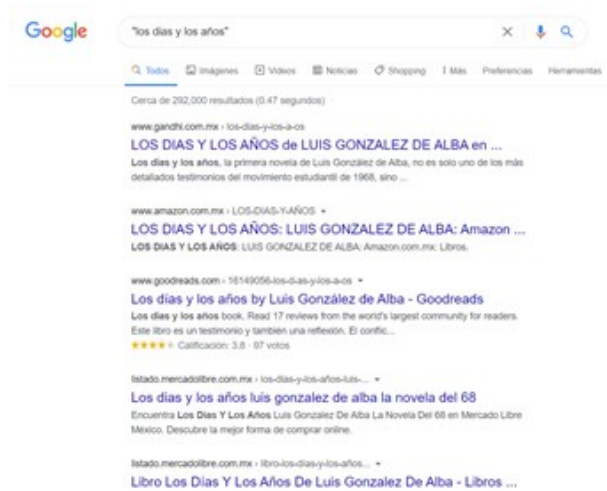 Google
"los dias y los años"
Todos Imágenes Videos Noticias Shopping Más Preferencias Herramientas
Cerca de 292,000 resultados (0.47 segundos)
www.gandhi.com.mx › los-dias-y-los-a-os
LOS DIAS Y LOS AÑOS de LUIS GONZALEZ DE ALBA en ...
Los días y los años, la primera novela de Luis González de Alba, no es solo uno de los más
detallados testimonios del movimiento estudiantil de 1968, sino ...
www.amazon.com.mx › LOS-DIAS-Y-AÑOS
LOS DIAS Y LOS AÑOS: LUIS GONZALEZ DE ALBA: Amazon ...
LOS DIAS Y LOS AÑOS: LUIS GONZALEZ DE ALBA: Amazon.com.mx: Libros.
www.goodreads.com › 16149056-los-d-as-y-los-a-os
Los días y los años by Luis González de Alba - Goodreads
Los días y los años book. Read 17 reviews from the world's largest community for readers.
Este libro es un testimonio y también una reflexión. El conflic...
Calificación: 3.8 · 97 votos
listado.mercadolibre.com.mx › los-dias-y-los-años-luis-...
Los dias y los años luis gonzalez de alba la novela del 68
Encuentra Los Dias Y Los Años Luis Gonzalez De Alba La Novela Del 68 en Mercado Libre
México. Descubre la mejor forma de comprar online.
listado.mercadolibre.com.mx › libro-los-dias-y-los-años...
Libro Los Dias Y Los Años De Luis Gonzalez De Alba - Libros ...